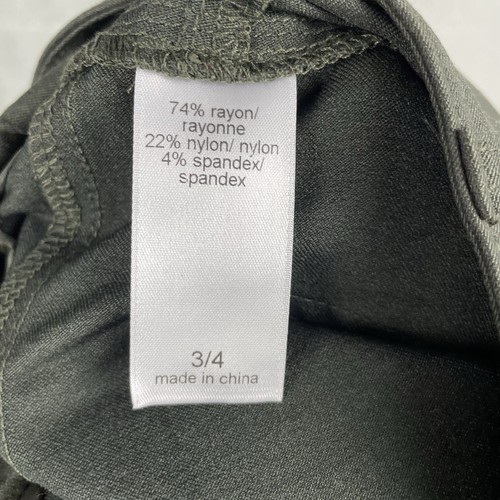 74% rayon/
rayonne
22% nylon/ nylon
4% spandex/
spandex
3/4
made in china